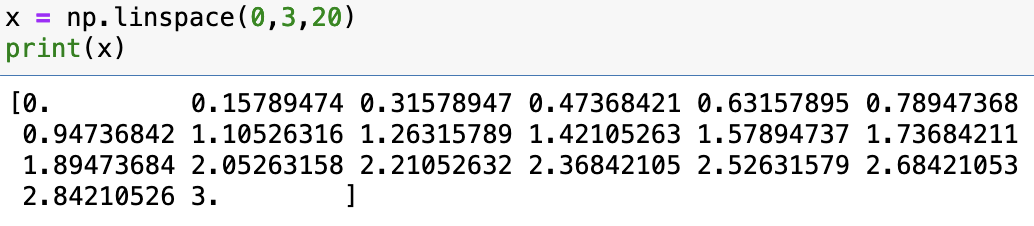 x = np.linspace(0,3,20)
print(x)
[0.         0.15789474 0.31578947 0.47368421 0.63157895 0.78947368
 0.94736842 1.10526316 1.26315789 1.42105263 1.57894737 1.73684211
 1.89473684 2.05263158 2.21052632 2.36842105 2.52631579 2.68421053
 2.84210526 3.        ]